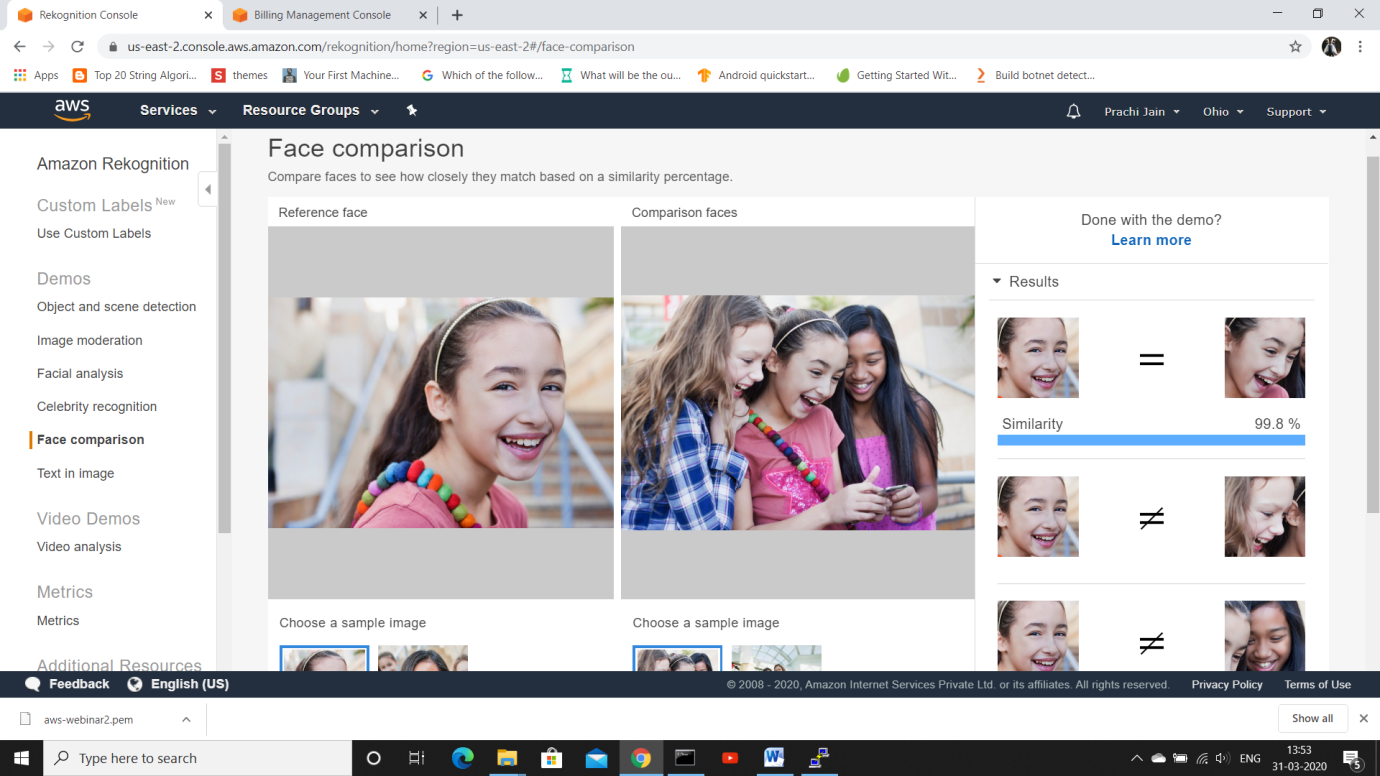 Rekognition Console
Billing Management Console
us-east-2.console.aws.amazon.com/rekognition/home?region=us-east-2#/face-comparison
Apps
Top 20 String Algori...
themes
Your First Machine...
Which of the follow...
What will be the ou...
Android quickstart...
Getting Started Wit...
Build botnet detect...
aws
Services
Resource Groups
Prachi Jain
Ohio
Support
Amazon Rekognition
Custom Labels New
Use Custom Labels
Demos
Object and scene detection
Image moderation
Facial analysis
Celebrity recognition
Face comparison
Text in image
Video Demos
Video analysis
Metrics
Metrics
Additional Resources
Face comparison
Compare faces to see how closely they match based on a similarity percentage.
Reference face
Comparison faces
Choose a sample image
Choose a sample image
Done with the demo?
Learn more
Results
=
Similarity 99.8 %
≠
≠
Feedback
English (US)
© 2008 - 2020, Amazon Internet Services Private Ltd. or its affiliates. All rights reserved.
Privacy Policy
Terms of Use
aws-webinar2.pem
Show all
Type here to search
ENG
13:53
31-03-2020
5